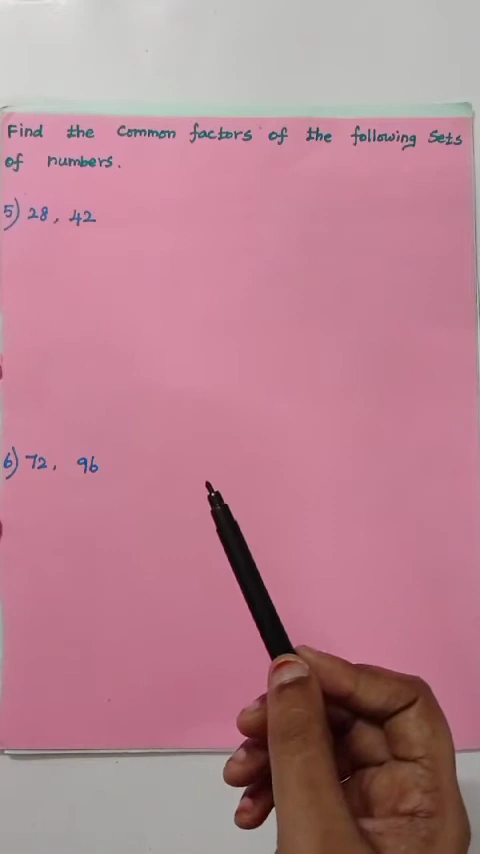 Find the Common factors of the following Sets
of numbers.
5) 28, 42
6) 72, 96